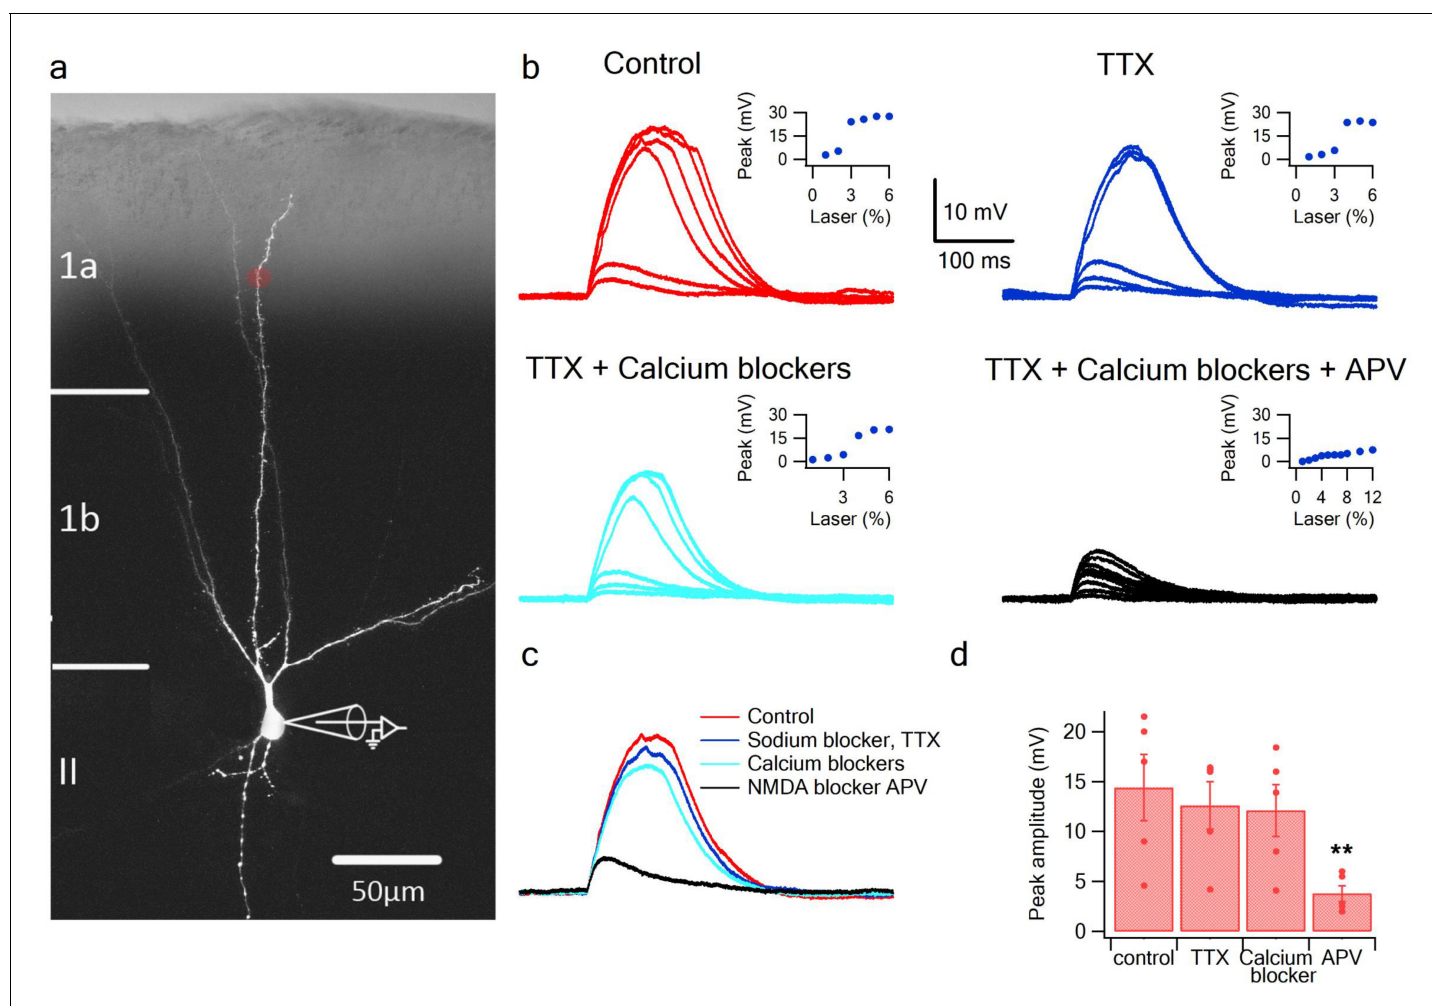 a
1a
1b
II
50μm
b
Control
Peak (mV)
30
15
0
0
3
6
Laser (%)
TTX
Peak (mV)
30
15
0
0
3
6
Laser (%)
10 mV
100 ms
TTX + Calcium blockers
Peak (mV)
30
15
0
3
6
Laser (%)
TTX + Calcium blockers + APV
Peak (mV)
30
15
0
0
4
8
12
Laser (%)
c
Control
Sodium blocker, TTX
Calcium blockers
NMDA blocker APV
d
Peak amplitude (mV)
20
15
10
5
0
**
control
TTX
Calcium
blocker
APV